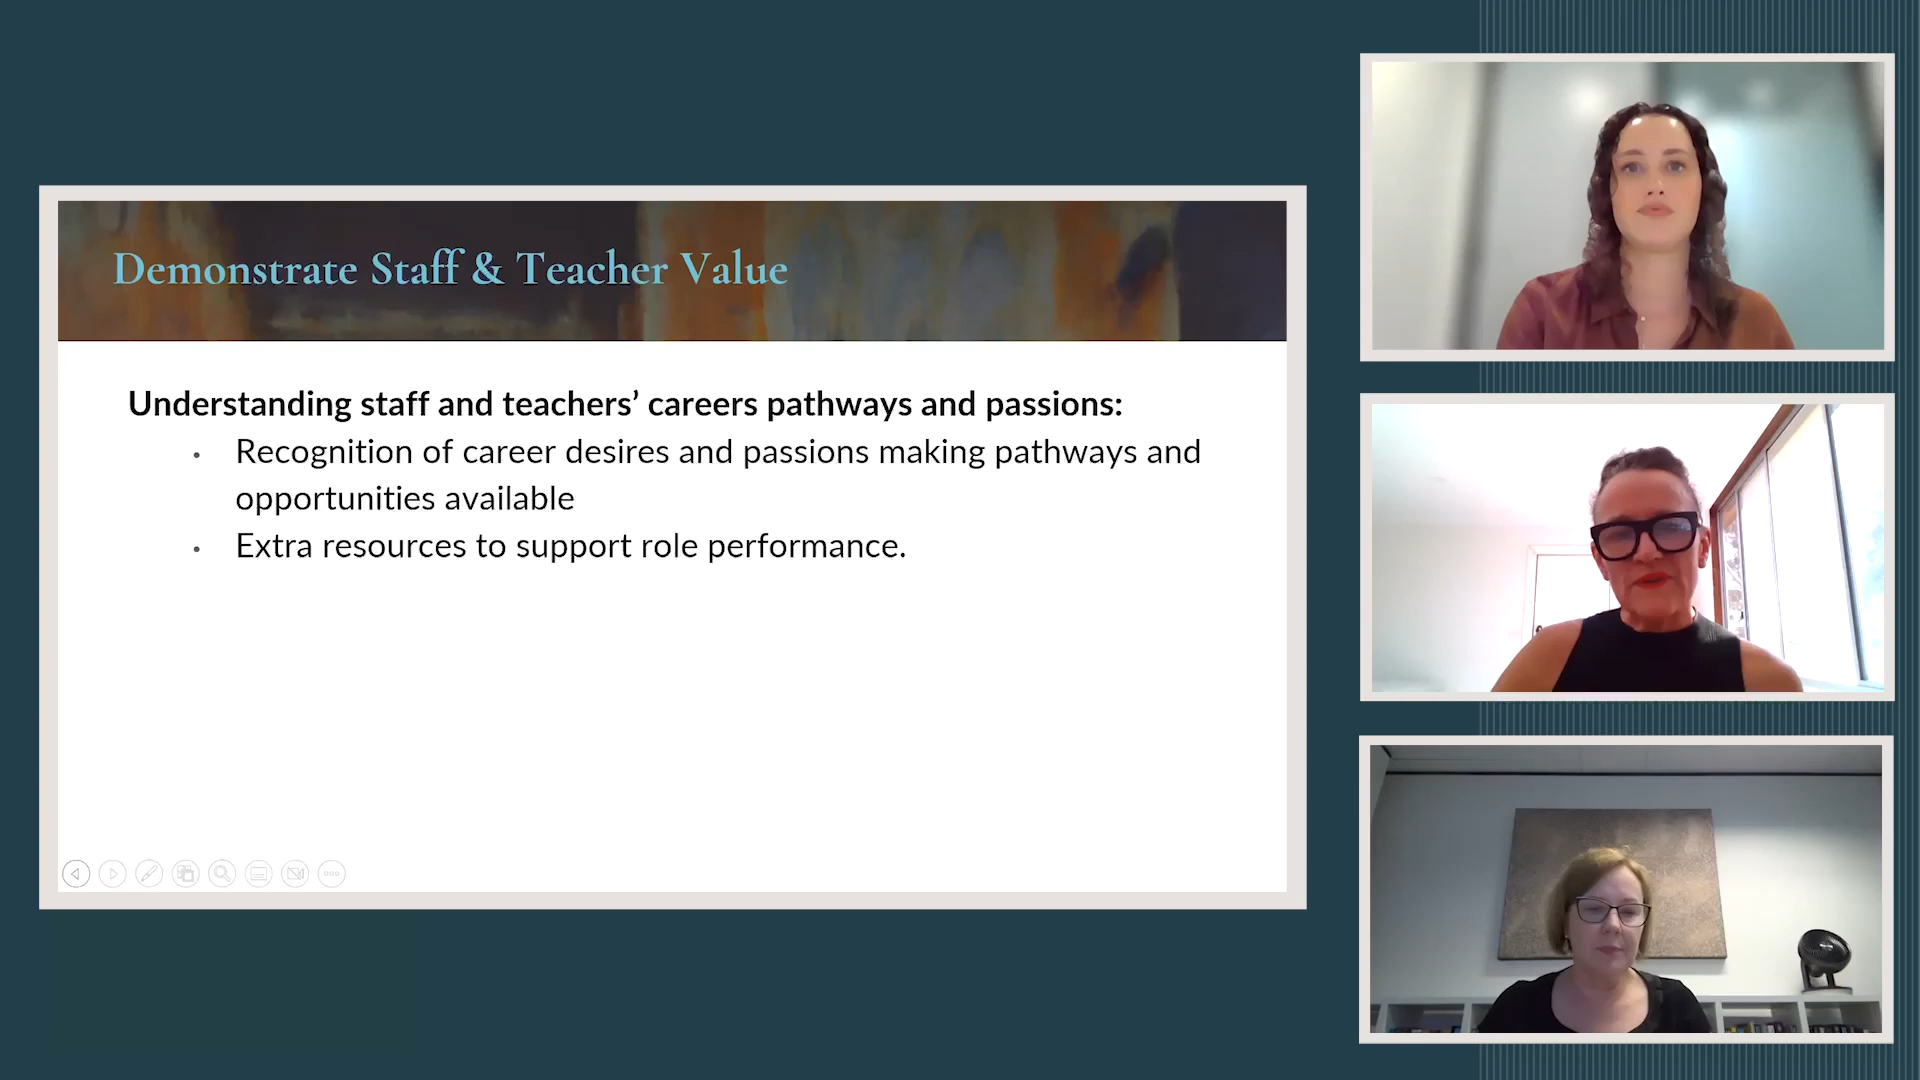 Demonstrate Staff & Teacher Value
Understanding staff and teachers’ careers pathways and passions:
• Recognition of career desires and passions making pathways and
opportunities available
• Extra resources to support role performance.